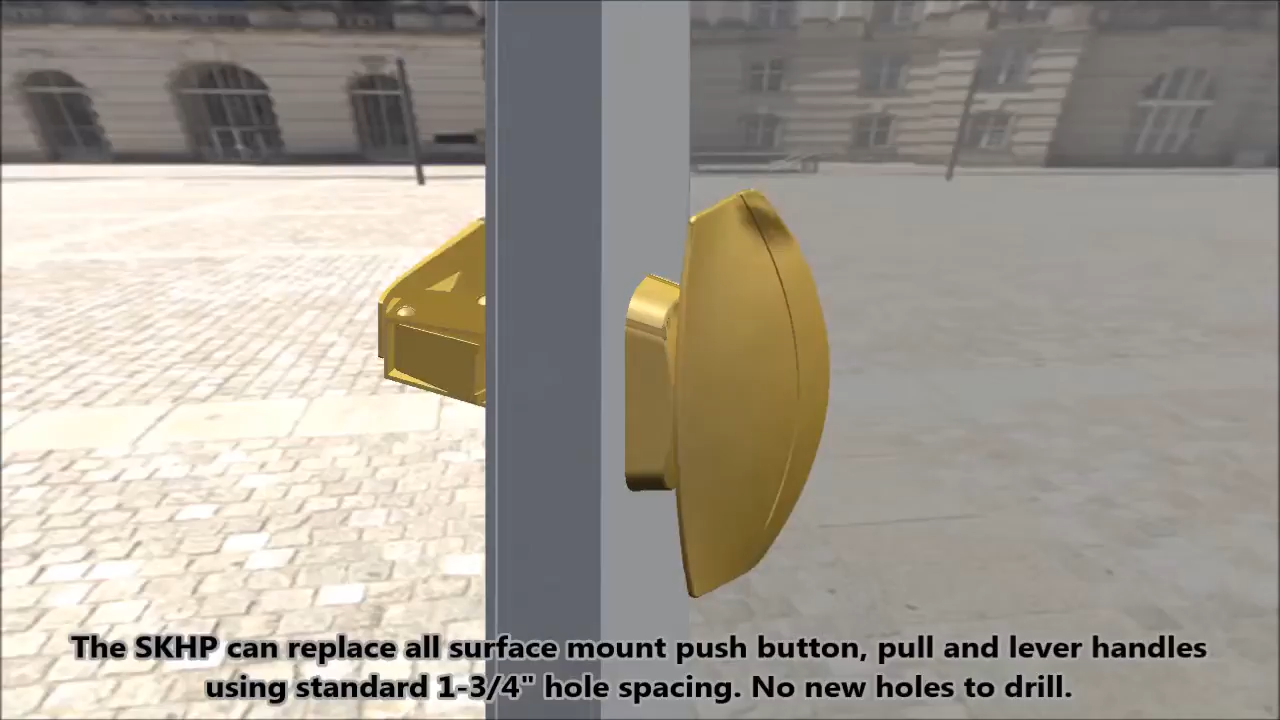 The SKHP can replace all surface mount push button, pull and lever handles
using standard 1-3/4" hole spacing. No new holes to drill.